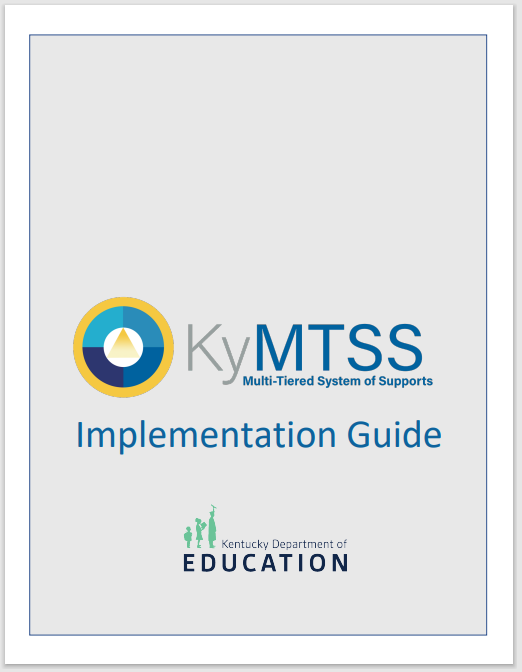 KyMTSS
Multi-Tiered System of Supports
Implementation Guide
Kentucky Department of
EDUCATION